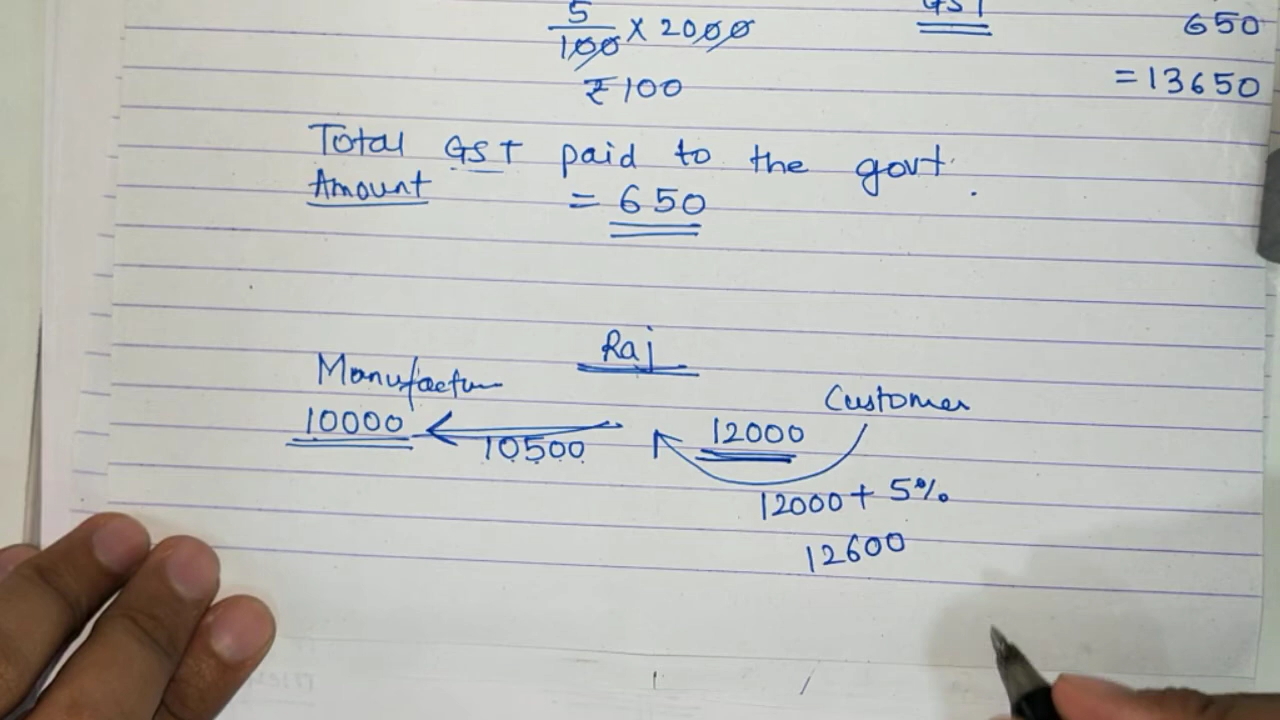 5
100 × 2000
₹100
GST
650
=13650
Total GST paid to the govt.
Amount = 650
Raj
Manufactur
Customer
10000
10500
12000
12000 + 5%
12600